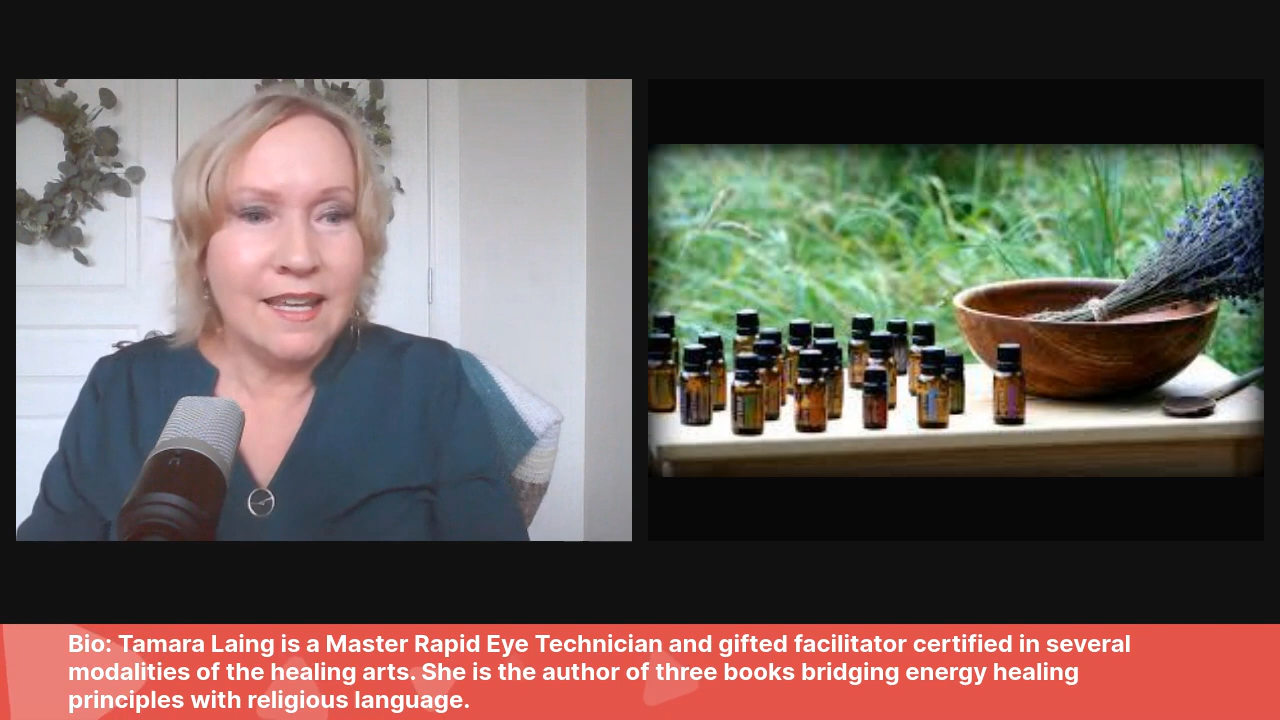 Bio: Tamara Laing is a Master Rapid Eye Technician and gifted facilitator certified in several
modalities of the healing arts. She is the author of three books bridging energy healing
principles with religious language.